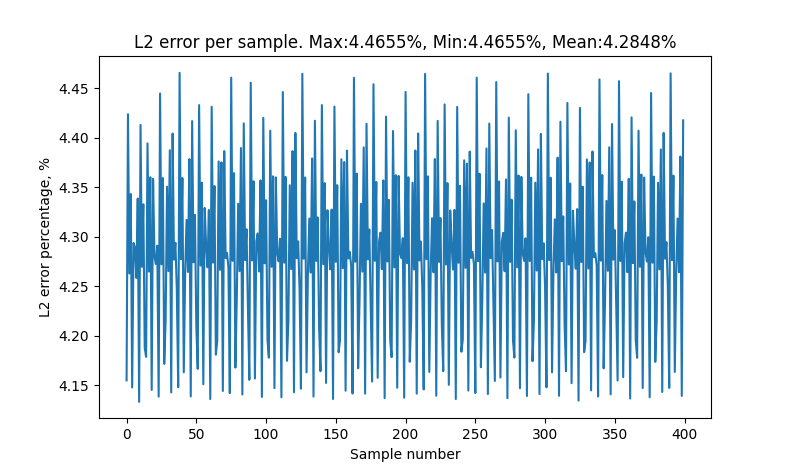 L2 error per sample. Max:4.4655%, Min:4.4655%, Mean:4.2848%
L2 error percentage, %
4.45
4.40
4.35
4.30
4.25
4.20
4.15
0 50 100 150 200 250 300 350 400
Sample number